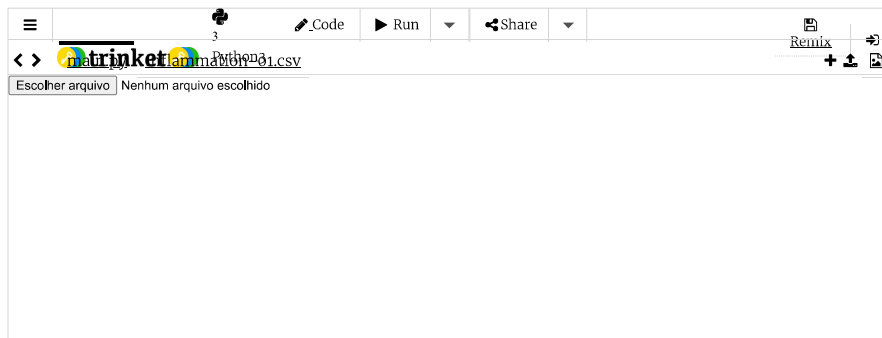 Code Run Share
3
Remix
trinket Python3
main.py inflammation-01.csv
Escolher arquivo Nenhum arquivo escolhido